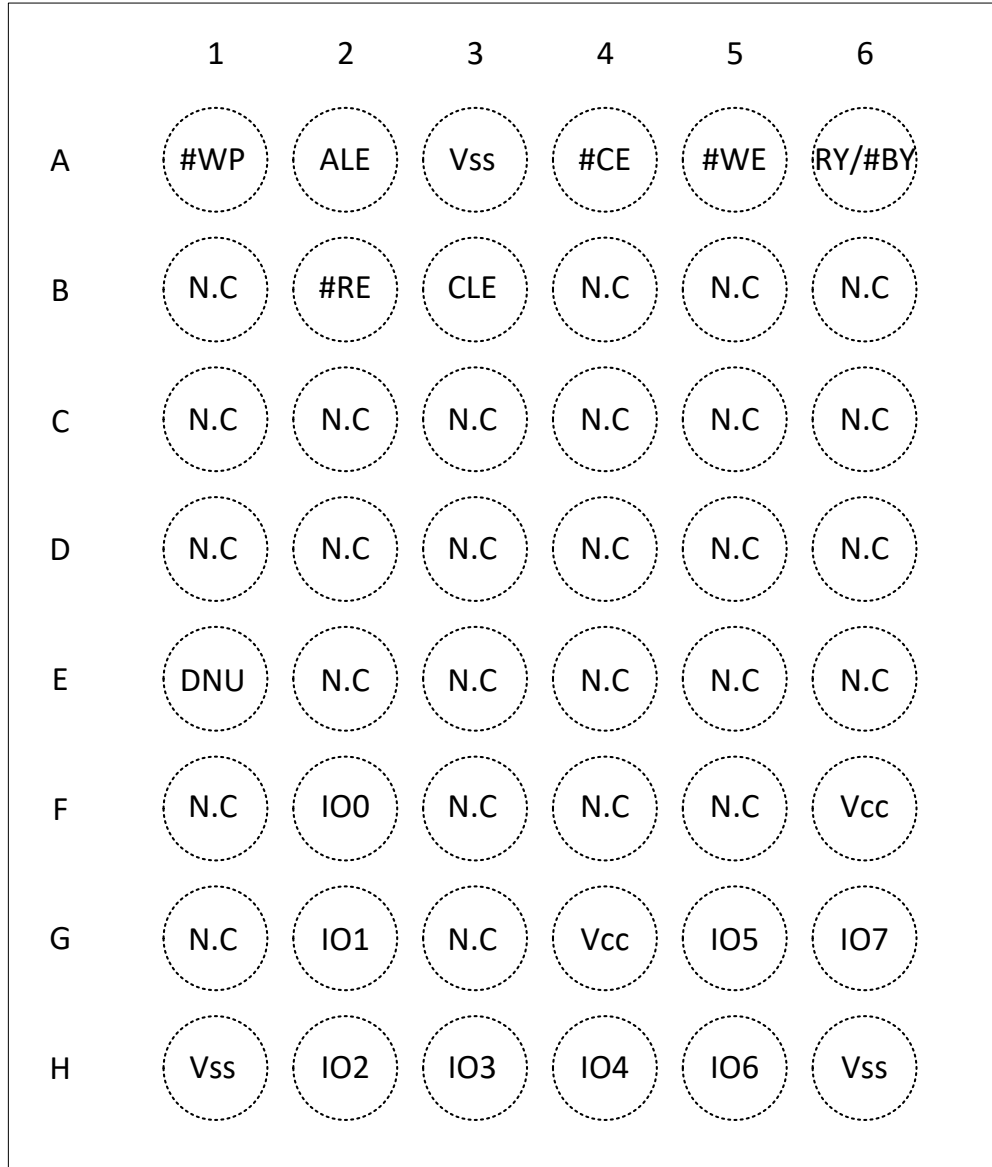 1 2 3 4 5 6
A #WP ALE Vss #CE #WE RY/#BY
B N.C #RE CLE N.C N.C N.C
C N.C N.C N.C N.C N.C N.C
D N.C N.C N.C N.C N.C N.C
E DNU N.C N.C N.C N.C N.C
F N.C IO0 N.C N.C N.C Vcc
G N.C IO1 N.C Vcc IO5 IO7
H Vss IO2 IO3 IO4 IO6 Vss